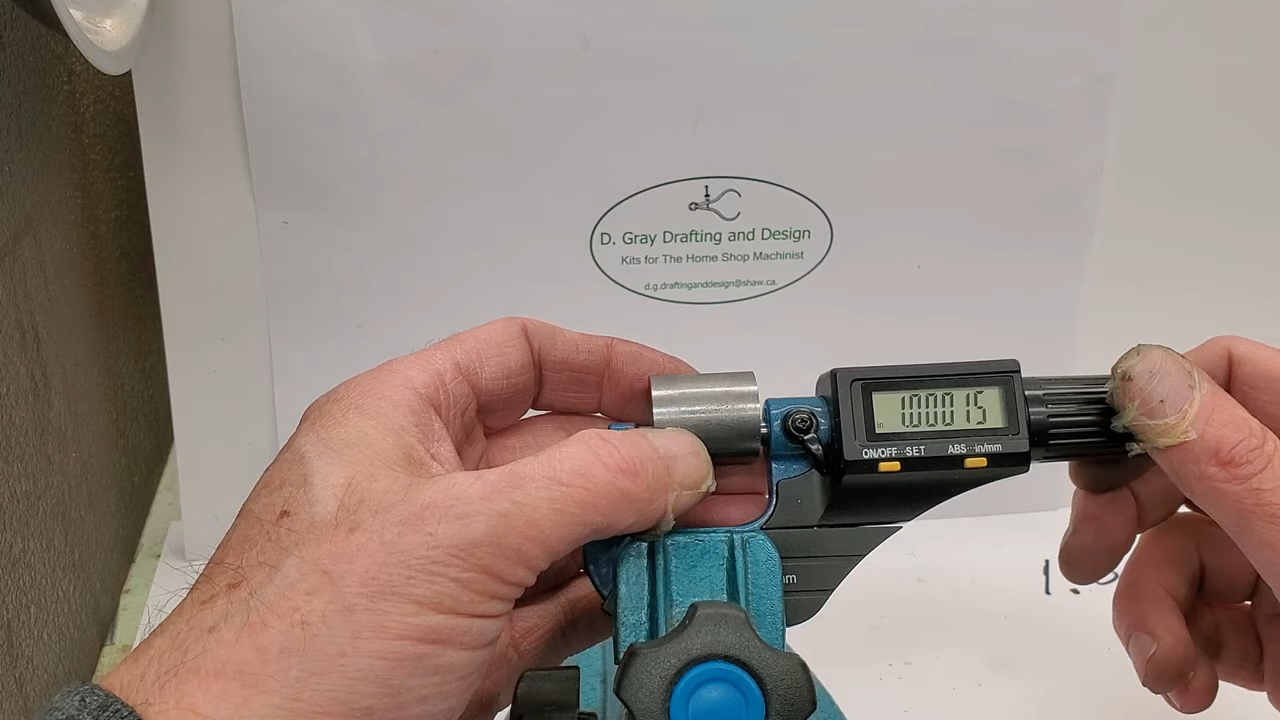 D. Gray Drafting and Design
Kits for The Home Shop Machinist
d.g.draftinganddesign@shaw.ca.
in 1.00015
ON/OFF···SET ABS···in/mm